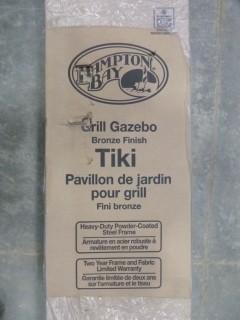 HAMPTON
BAY
Grill Gazebo
Bronze Finish
Tiki
Pavillon de jardin
pour grill
Fini bronze
Heavy-Duty Powder-Coated
Steel Frame
Armature en acier robuste à
revêtement en poudre
Two Year Frame and Fabric
Limited Warranty
Garantie limitée de deux ans
sur l'armature et le tissu